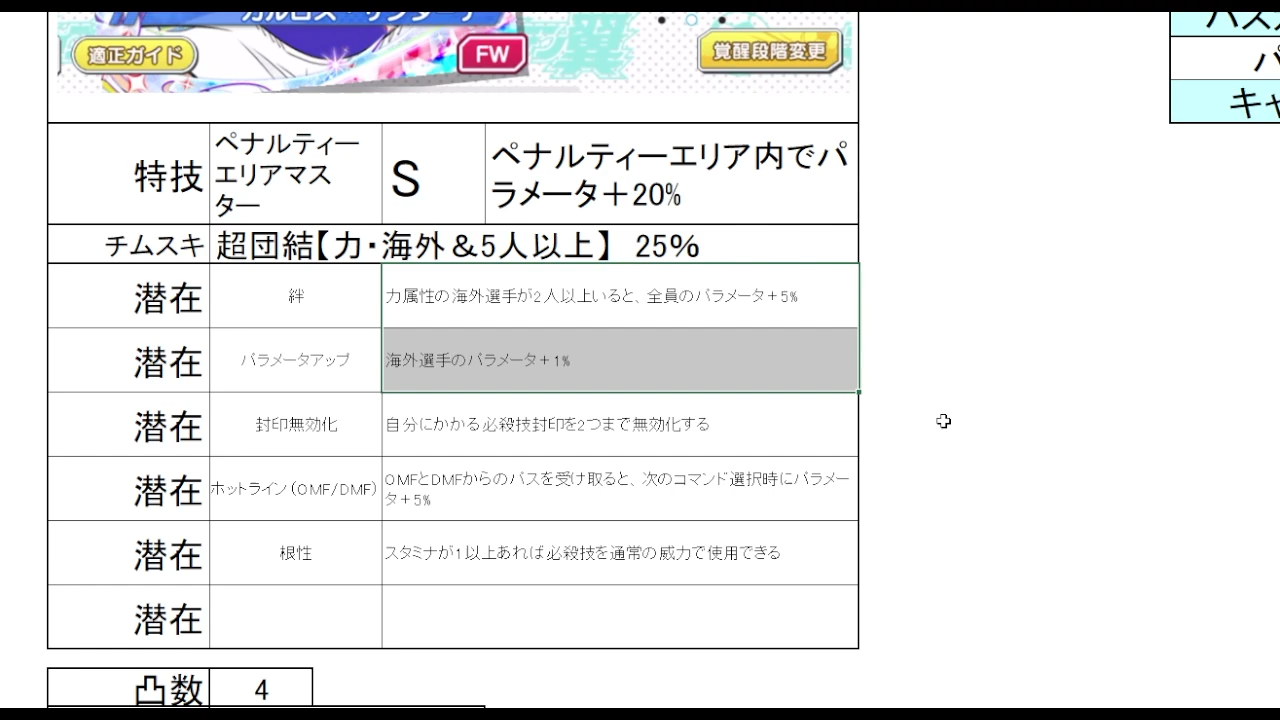 カルロス・サンターナ
適正ガイド
FW
翼
覚醒段階変更
パ
キャ
特技
ペナルティー
エリアマス
ター
S
ペナルティーエリア内でパ
ラメータ＋20%
チムスキ
超団結【力・海外＆5人以上】 25%
潜在
絆
力属性の海外選手が2人以上いると、全員のパラメータ＋5%
潜在
パラメータアップ
海外選手のパラメータ＋1%
潜在
封印無効化
自分にかかる必殺技封印を2つまで無効化する
潜在
ホットライン（OMF/DMF）
OMFとDMFからのパスを受け取ると、次のコマンド選択時にパラメー
タ＋5%
潜在
根性
スタミナが1以上あれば必殺技を通常の威力で使用できる
潜在
凸数
4